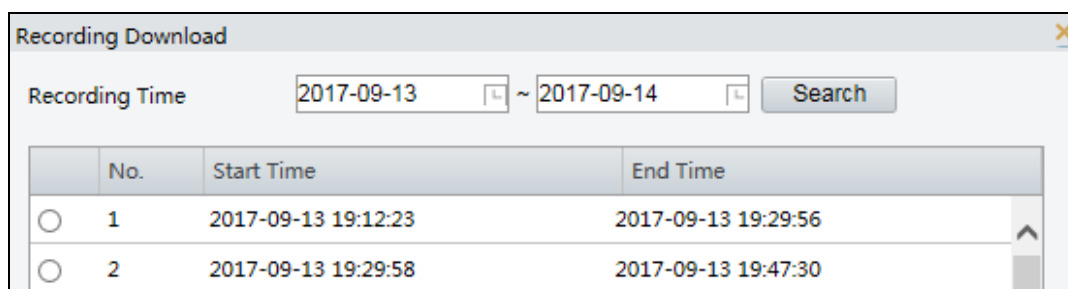 Recording Download
Recording Time 2017-09-13 ~ 2017-09-14 Search
No. Start Time End Time
1 2017-09-13 19:12:23 2017-09-13 19:29:56
2 2017-09-13 19:29:58 2017-09-13 19:47:30